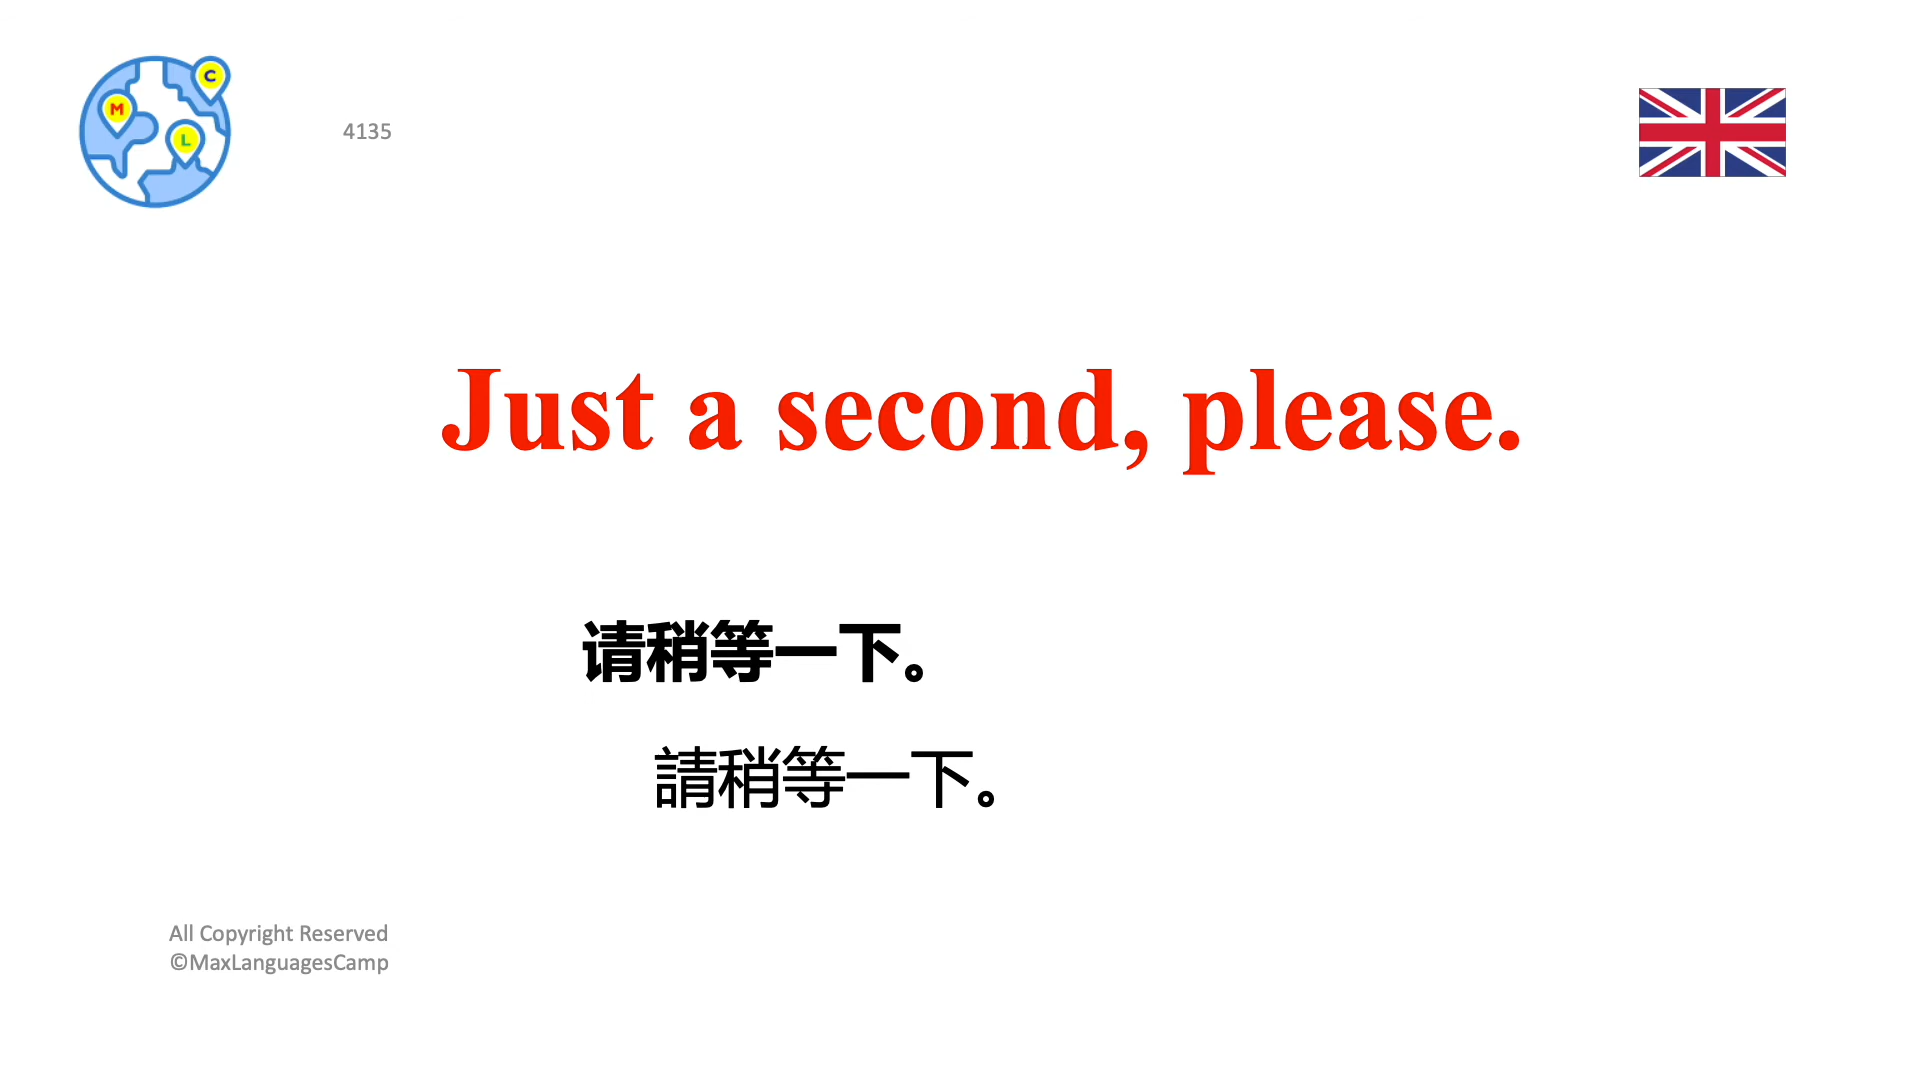 C
M
L
4135
Just a second, please.
请稍等一下。
請稍等一下。
All Copyright Reserved
©MaxLanguagesCamp